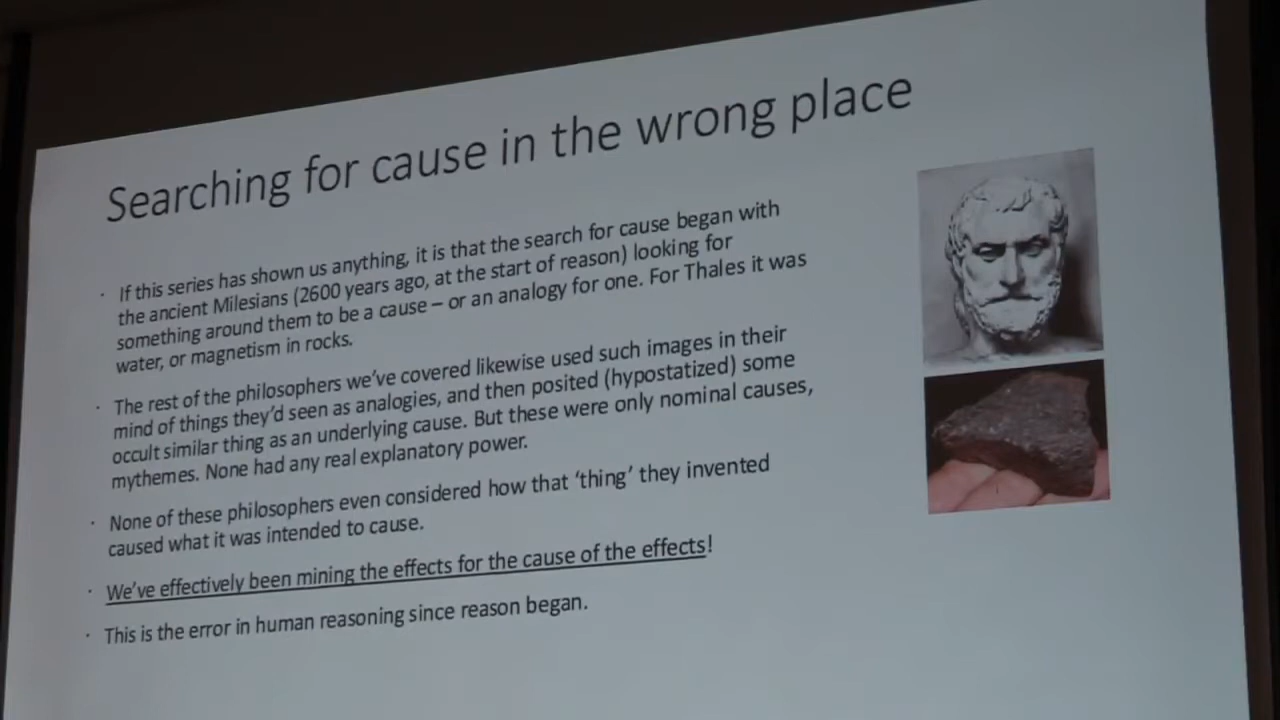 Searching for cause in the wrong place
· If this series has shown us anything, it is that the search for cause began with
the ancient Milesians (2600 years ago, at the start of reason) looking for
something around them to be a cause – or an analogy for one. For Thales it was
water, or magnetism in rocks.
· The rest of the philosophers we’ve covered likewise used such images in their
mind of things they’d seen as analogies, and then posited (hypostatized) some
occult similar thing as an underlying cause. But these were only nominal causes,
mythemes. None had any real explanatory power.
· None of these philosophers even considered how that ‘thing’ they invented
caused what it was intended to cause.
· We’ve effectively been mining the effects for the cause of the effects!
· This is the error in human reasoning since reason began.